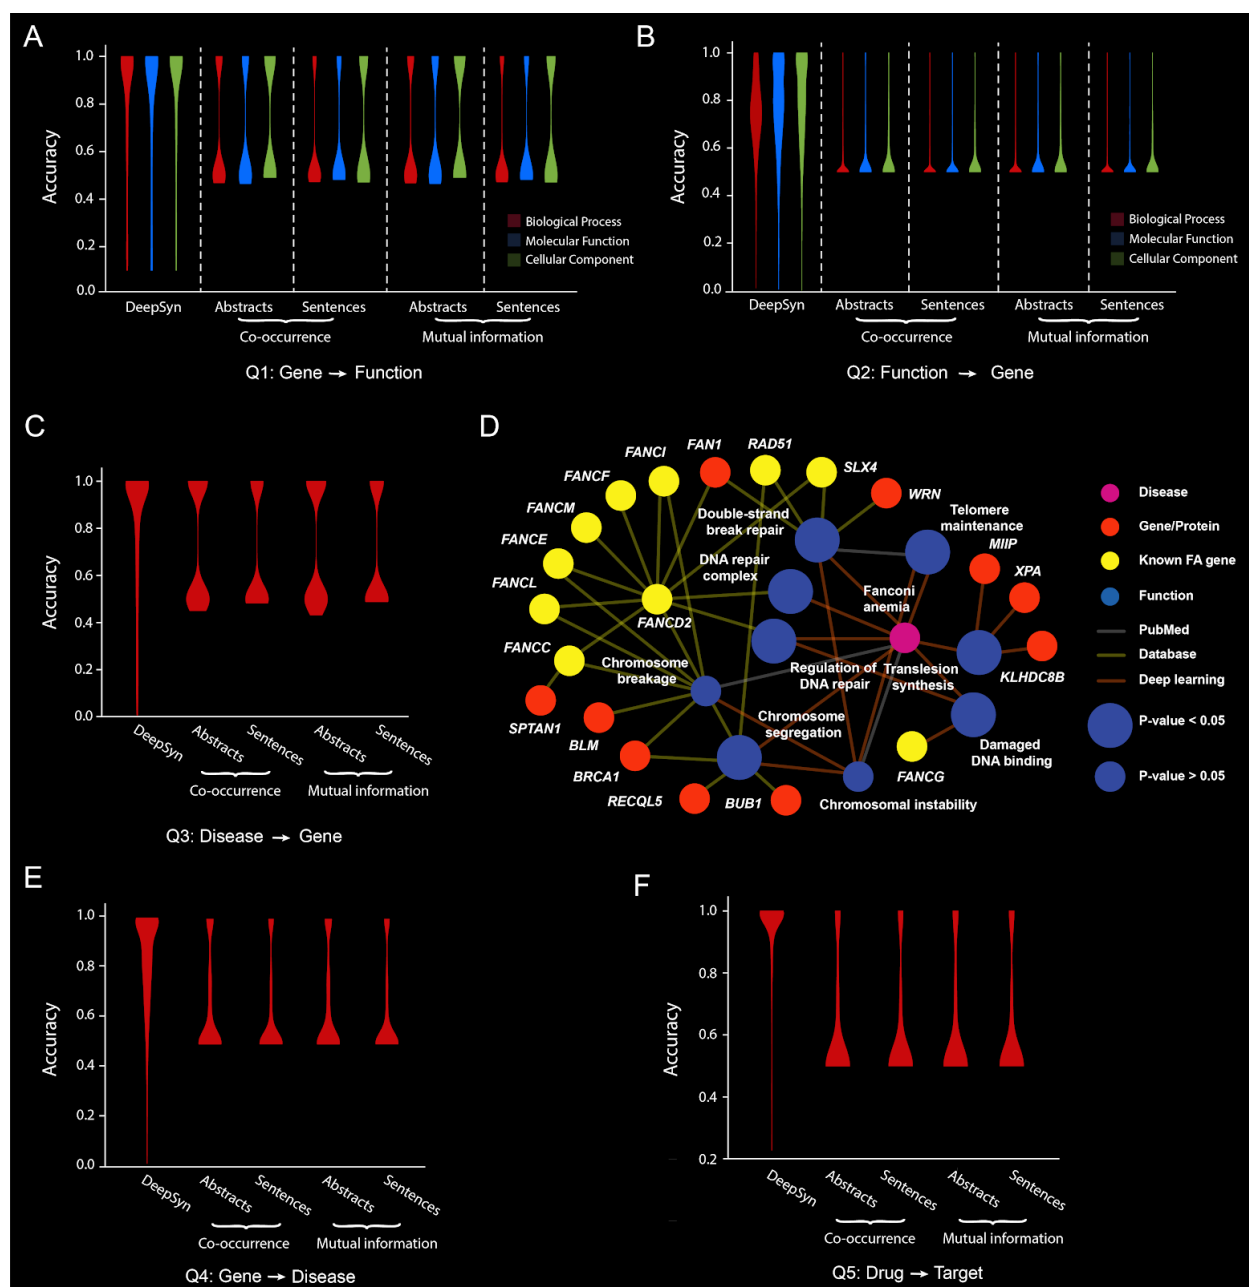 A
1.0
0.8
0.6
0.4
0.2
0.0
Accuracy
Biological Process
Molecular Function
Cellular Component
DeepSyn
Abstracts
Sentences
Abstracts
Sentences
Co-occurrence
Mutual information
Q1: Gene → Function
B
1.0
0.8
0.6
0.4
0.2
0.0
Accuracy
Biological Process
Molecular Function
Cellular Component
DeepSyn
Abstracts
Sentences
Abstracts
Sentences
Co-occurrence
Mutual information
Q2: Function → Gene
C
1.0
0.8
0.6
0.4
0.2
0.0
Accuracy
DeepSyn
Abstracts
Sentences
Abstracts
Sentences
Co-occurrence
Mutual information
Q3: Disease → Gene
D
FANCI
FAN1
RAD51
SLX4
FANCF
WRN
FANCM
Double-strand
break repair
Telomere
maintenance
FANCE
MIIP
DNA repair
complex
XPA
FANCL
Fanconi
anemia
FANCD2
FANCC
Chromosome
breakage
Regulation of
DNA repair
Translesion
synthesis
KLHDC8B
SPTAN1
BLM
Chromosome
segregation
Damaged
DNA binding
BRCA1
FANCG
RECQL5
BUB1
Chromosomal instability
Disease
Gene/Protein
Known FA gene
Function
PubMed
Database
Deep learning
P-value < 0.05
P-value > 0.05
E
1.0
0.8
0.6
0.4
0.2
0.0
Accuracy
DeepSyn
Abstracts
Sentences
Abstracts
Sentences
Co-occurrence
Mutual information
Q4: Gene → Disease
F
1.0
0.8
0.6
0.4
0.2
Accuracy
DeepSyn
Abstracts
Sentences
Abstracts
Sentences
Co-occurrence
Mutual information
Q5: Drug → Target